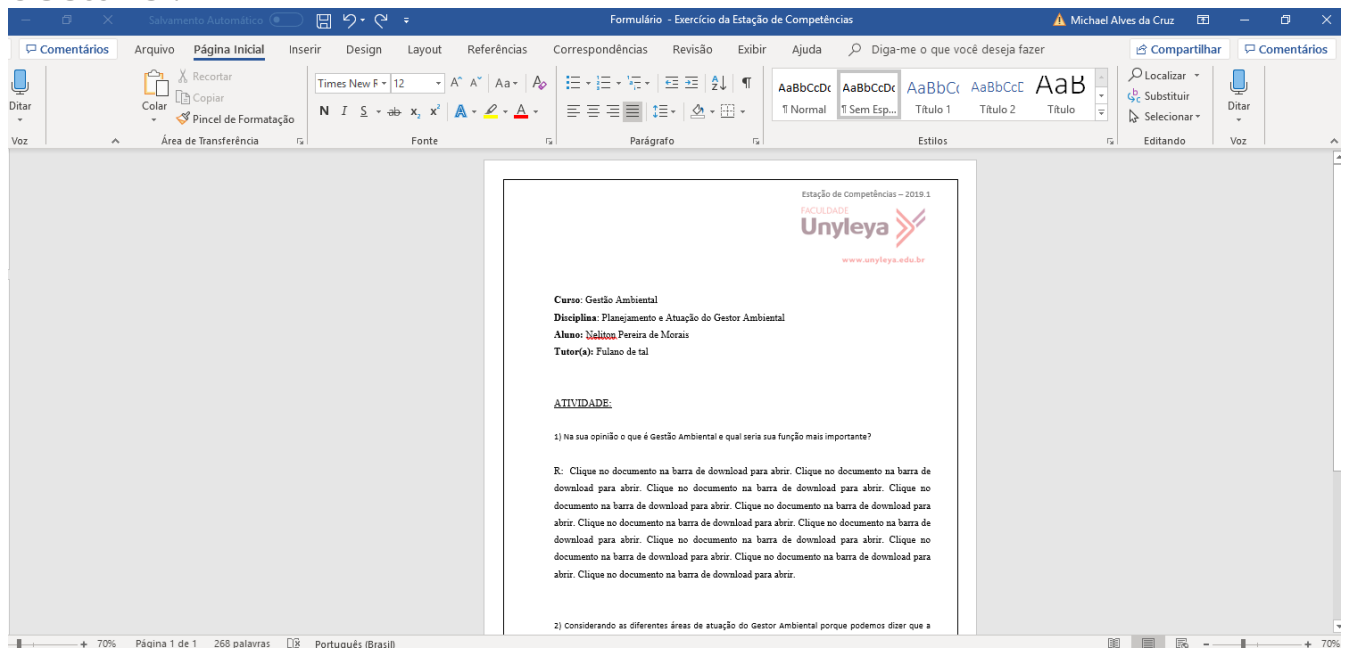 Salvamento Automático
Formulário - Exercício da Estação de Competências
Michael Alves da Cruz
Comentários Arquivo Página Inicial Inserir Design Layout Referências Correspondências Revisão Exibir Ajuda Diga-me o que você deseja fazer Compartilhar Comentários
Ditar
Voz
Colar
Recortar
Copiar
Pincel de Formatação
Área de Transferência
Times New F 12
N I S ab x₂ x²
Fonte
Parágrafo
AaBbCcDc AaBbCcDc AaBbCc AaBbCcC AaB
¶ Normal ¶ Sem Esp... Título 1 Título 2 Título
Estilos
Localizar
Substituir
Selecionar
Editando
Ditar
Voz
Estação de Competências – 2019.1
FACULDADE
Unyleya
www.unyleya.edu.br
Curso: Gestão Ambiental
Disciplina: Planejamento e Atuação do Gestor Ambiental
Aluno: Neliton Pereira de Morais
Tutor(a): Fulano de tal
ATIVIDADE:
1) Na sua opinião o que é Gestão Ambiental e qual seria sua função mais importante?
R: Clique no documento na barra de download para abrir. Clique no documento na barra de
download para abrir. Clique no documento na barra de download para abrir. Clique no
documento na barra de download para abrir. Clique no documento na barra de download para
abrir. Clique no documento na barra de download para abrir. Clique no documento na barra de
download para abrir. Clique no documento na barra de download para abrir. Clique no
documento na barra de download para abrir. Clique no documento na barra de download para
abrir. Clique no documento na barra de download para abrir.
2) Considerando as diferentes áreas de atuação do Gestor Ambiental porque podemos dizer que a
70% Página 1 de 1 268 palavras Português (Brasil) 70%